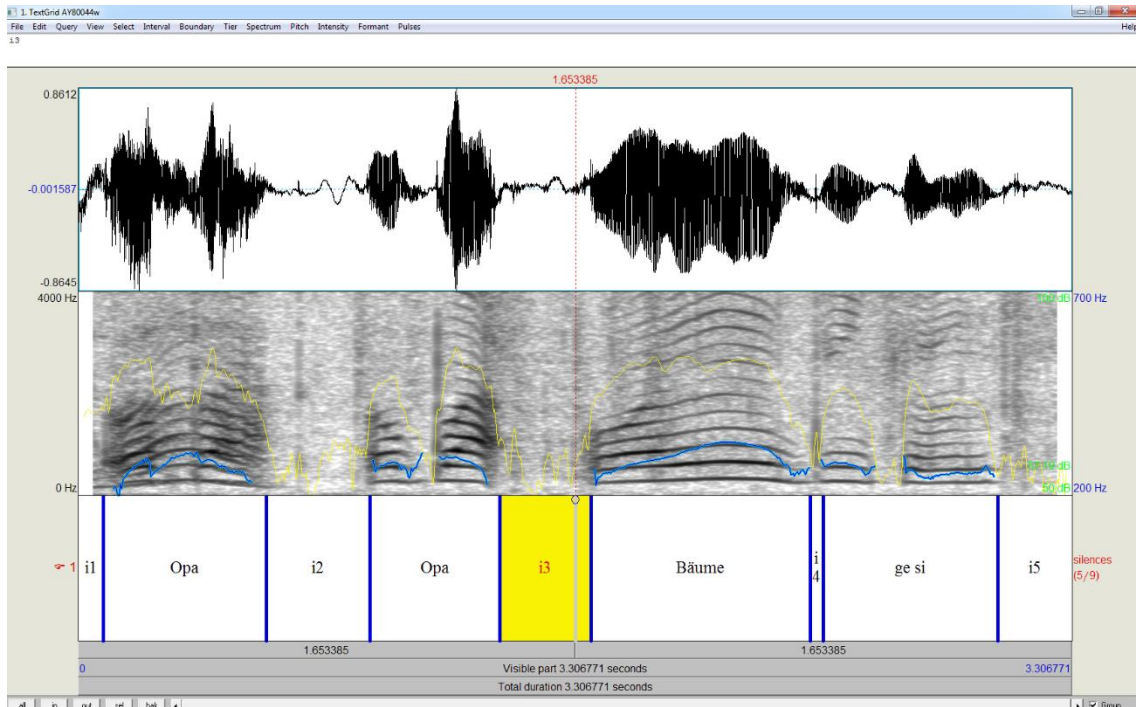 1. TextGrid AY80044w
File Edit Query View Select Interval Boundary Tier Spectrum Pitch Intensity Formant Pulses Help
i3
1.653385
0.8612
-0.001587
-0.8645
4000 Hz
700 Hz
0 Hz
50 dB
200 Hz
1
i1
Opa
i2
Opa
i3
Bäume
i
4
ge si
i5
silences
(5/9)
1.653385
1.653385
0
Visible part 3.306771 seconds
3.306771
Total duration 3.306771 seconds
all in out sel bak
Group